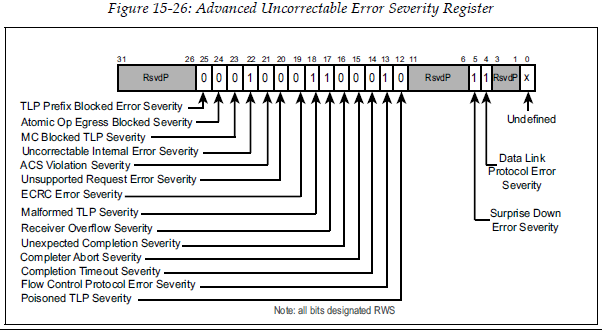 Figure 15-26: Advanced Uncorrectable Error Severity Register
31 26 25 24 23 22 21 20 19 18 17 16 15 14 13 12 11 6 5 4 3 1 0
RsvdP 0 0 0 1 0 0 0 1 1 0 0 0 1 0 RsvdP 1 1 RsvdP X
TLP Prefix Blocked Error Severity
Atomic Op Egress Blocked Severity
MC Blocked TLP Severity
Uncorrectable Internal Error Severity
ACS Violation Severity
Unsupported Request Error Severity
ECRC Error Severity
Malformed TLP Severity
Receiver Overflow Severity
Unexpected Completion Severity
Completer Abort Severity
Completion Timeout Severity
Flow Control Protocol Error Severity
Poisoned TLP Severity
Undefined
Data Link
Protocol Error
Severity
Surprise Down
Error Severity
Note: all bits designated RWS